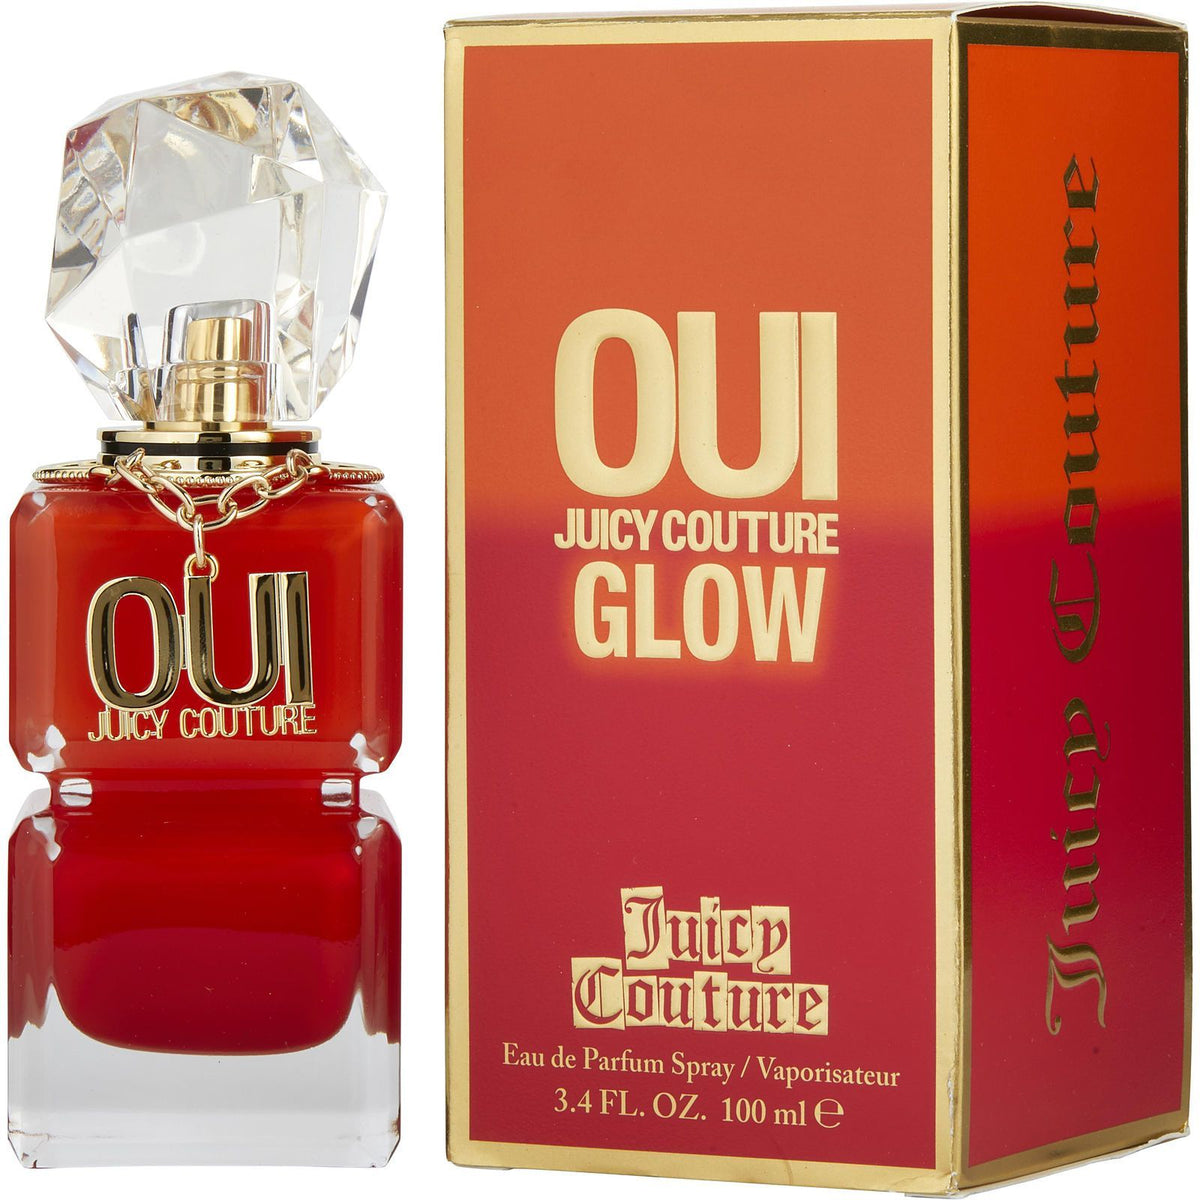 OUI
JUICY COUTURE
OUI
JUICY COUTURE
GLOW
Juicy
Couture
Eau de Parfum Spray / Vaporisateur
3.4 FL. OZ. 100 ml ℮
Juicy Couture